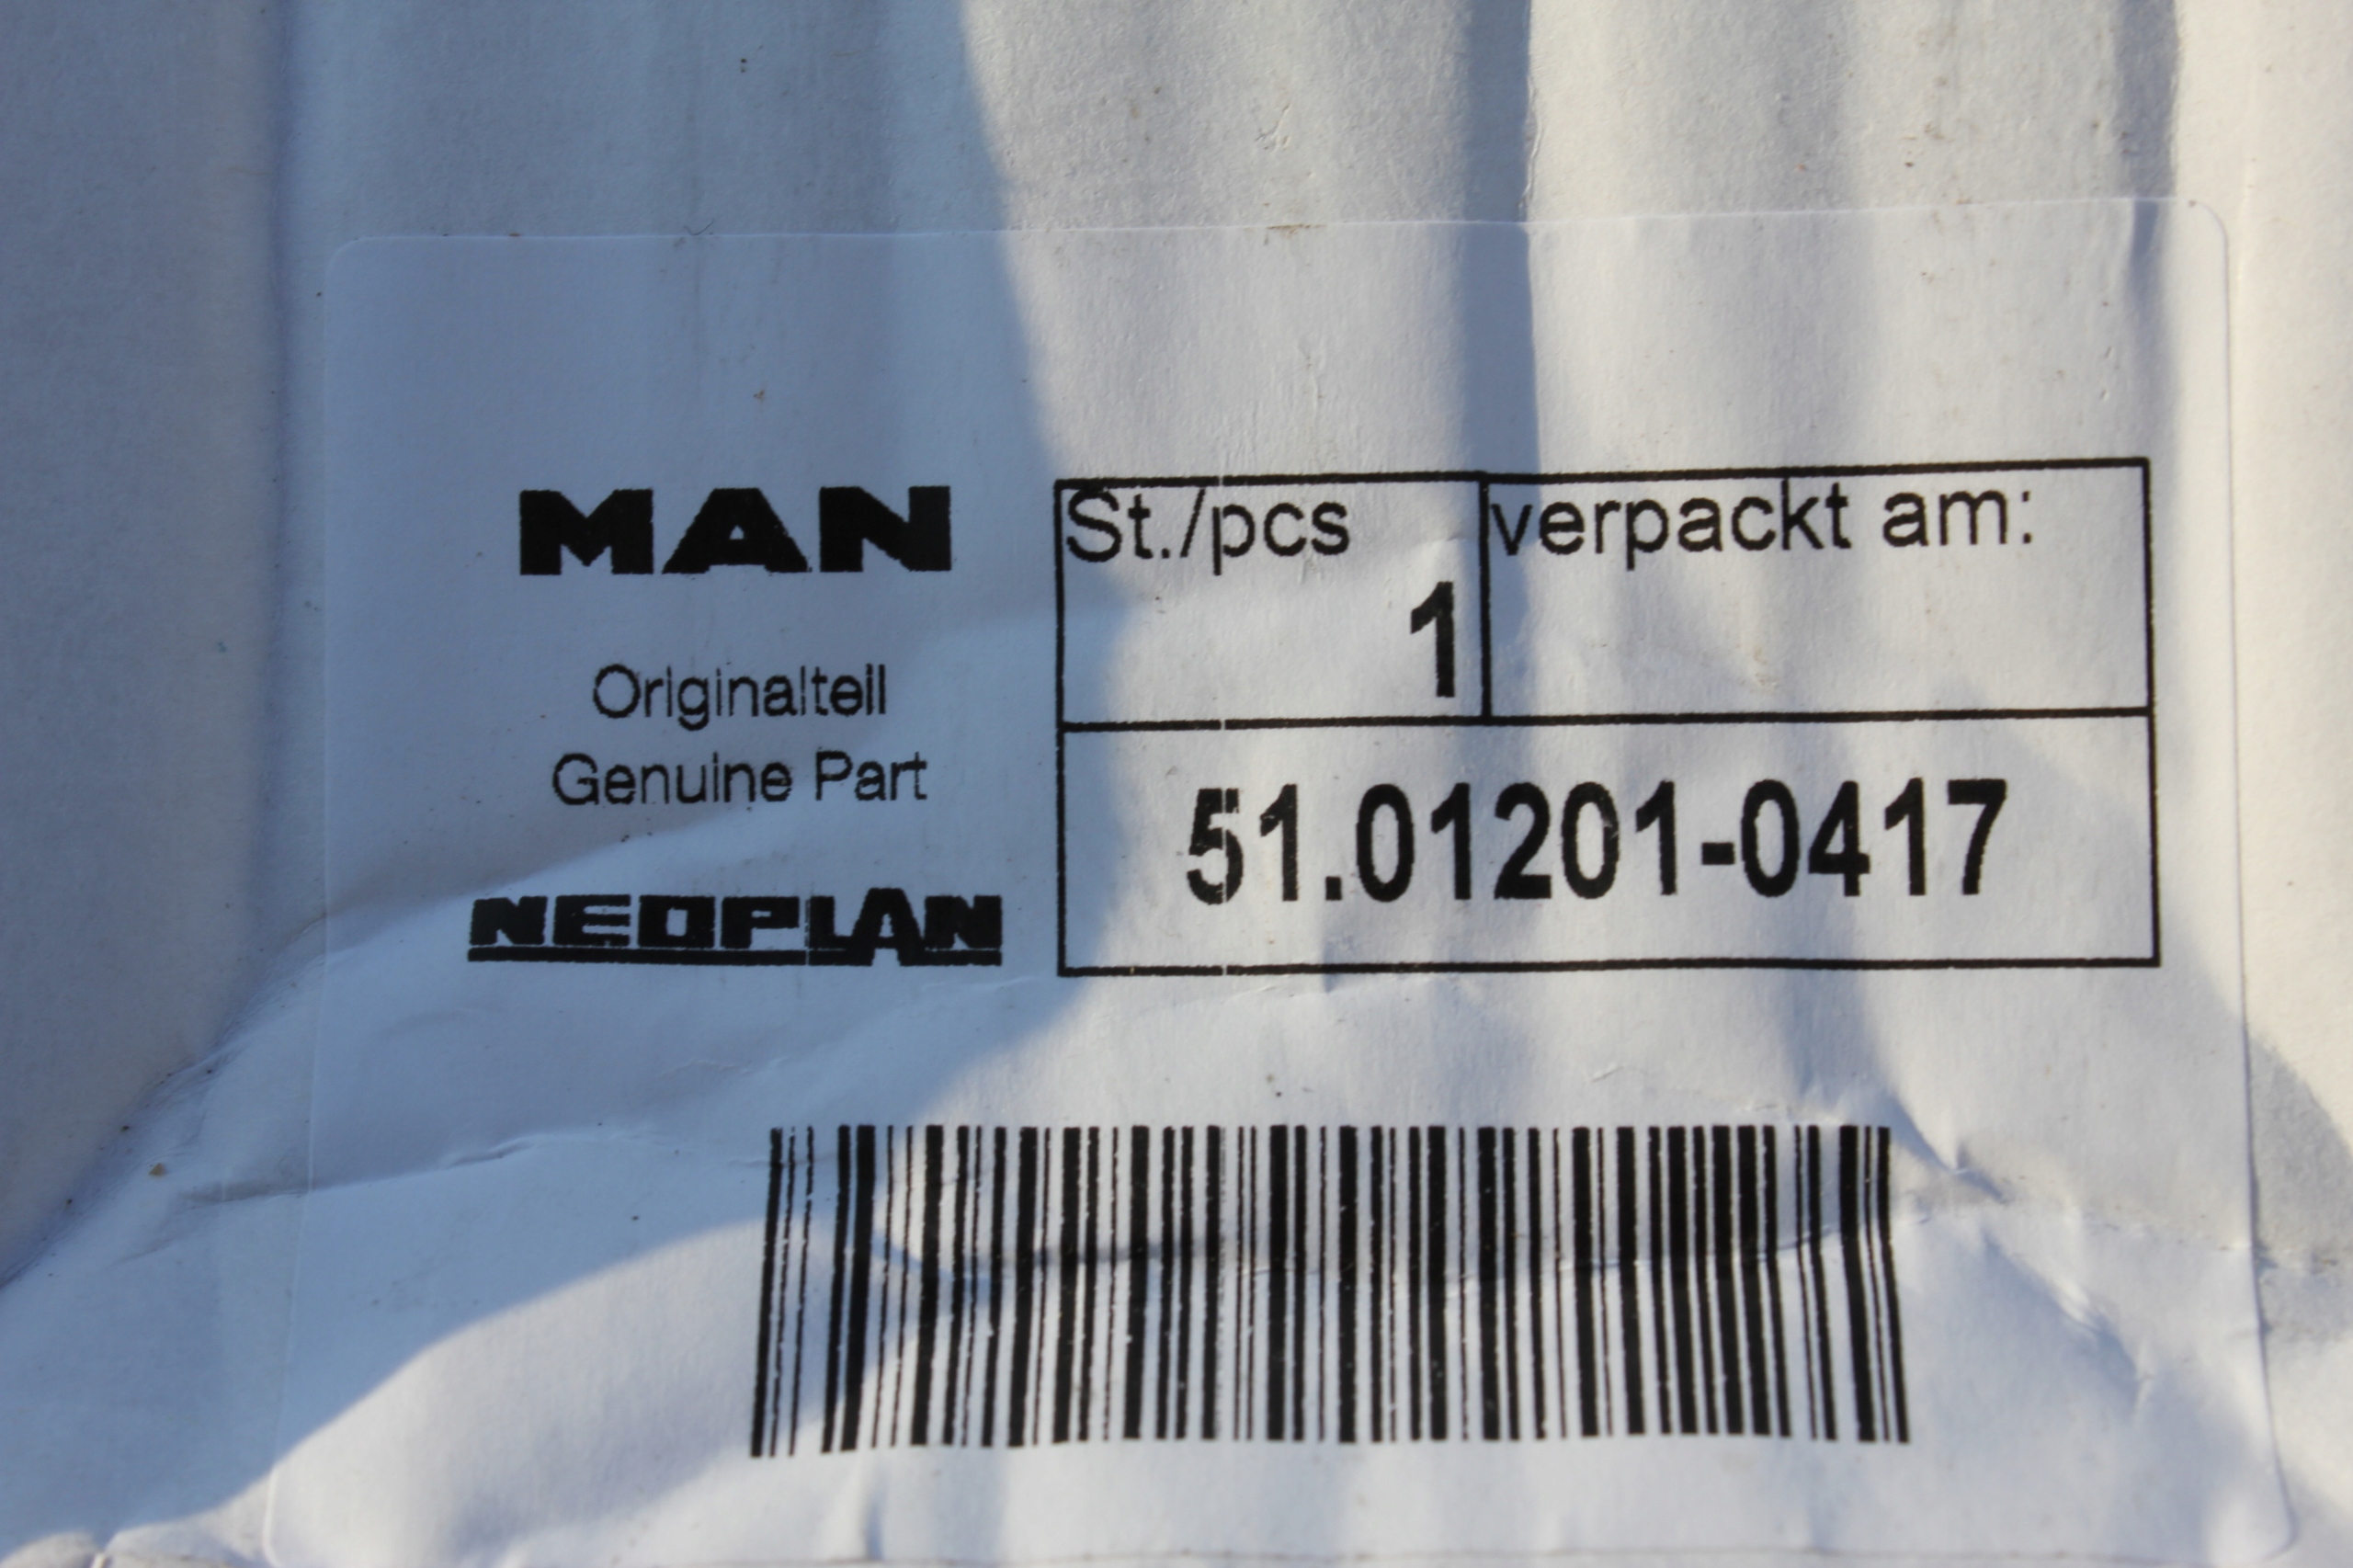 MAN
Originalteil
Genuine Part
NEOPLAN
St./pcs
1
verpackt am:
51.01201-0417